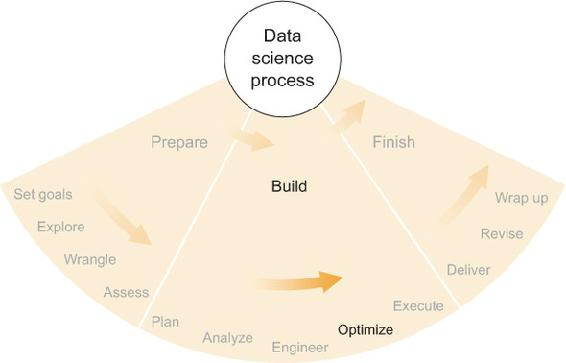 Data
science
process
Prepare
Finish
Build
Set goals
Explore
Wrangle
Assess
Plan
Analyze
Engineer
Optimize
Execute
Deliver
Revise
Wrap up